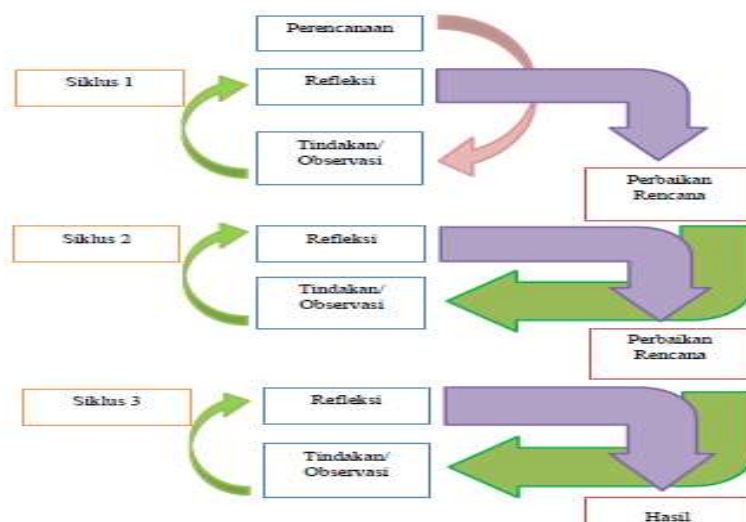 Perencanaan
Siklus 1
Refleksi
Tindakan/
Observasi
Perbaikan
Rencana
Siklus 2
Refleksi
Tindakan/
Observasi
Perbaikan
Rencana
Siklus 3
Refleksi
Tindakan/
Observasi
Hasil